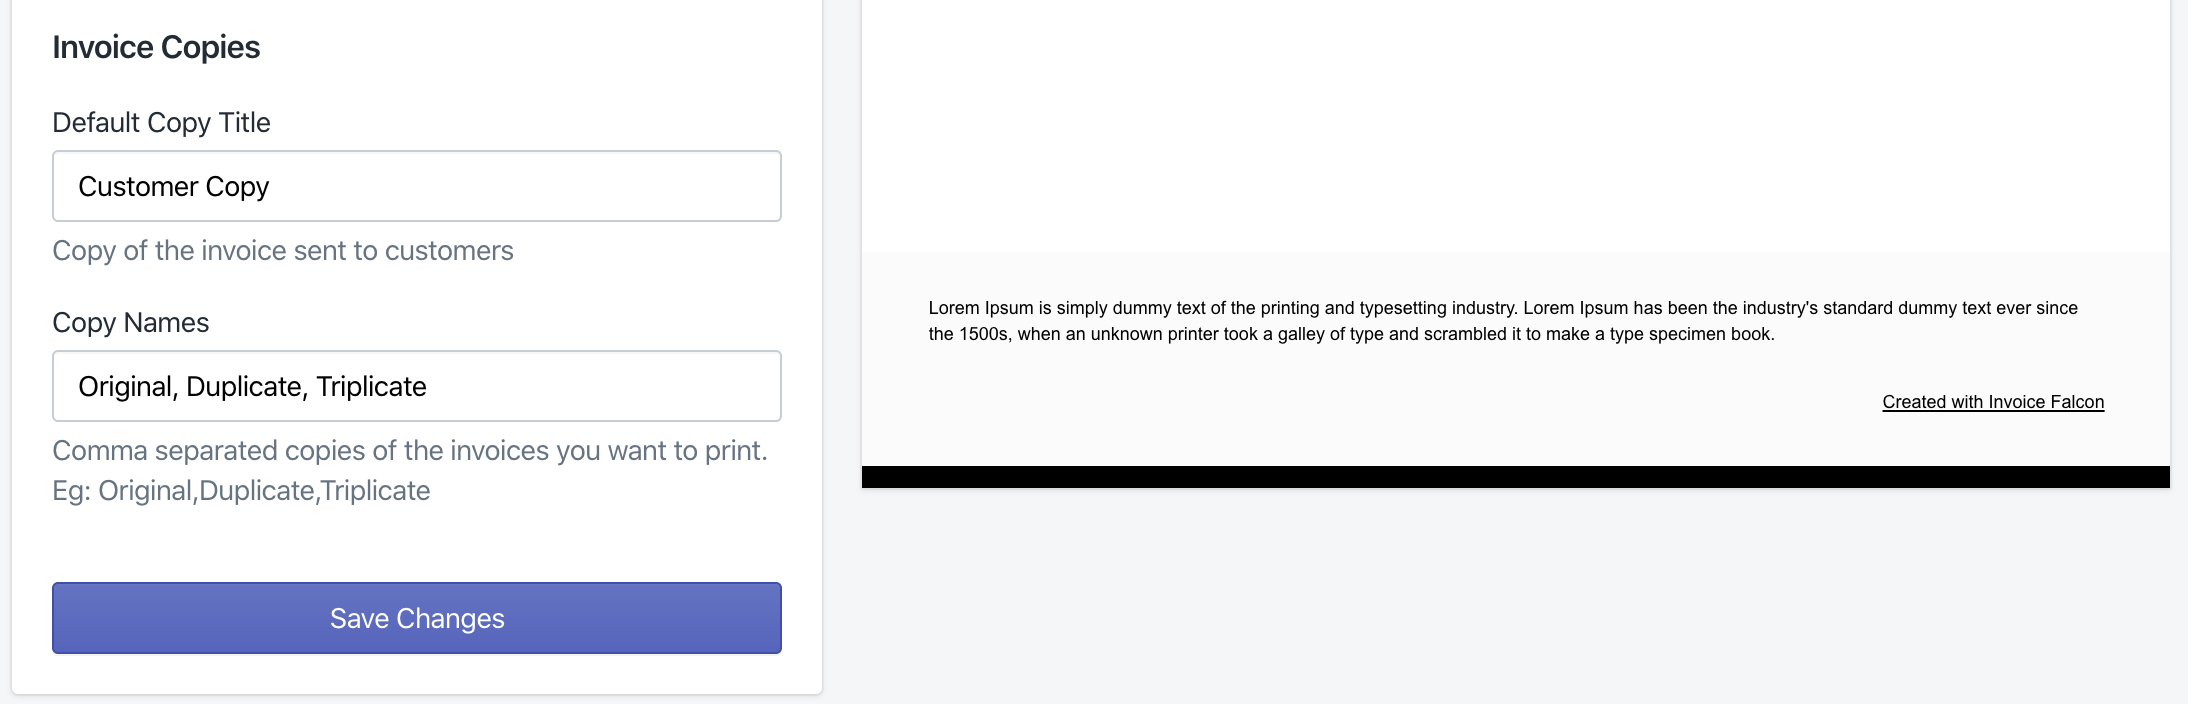 Invoice Copies
Default Copy Title
Customer Copy
Copy of the invoice sent to customers
Copy Names
Original, Duplicate, Triplicate
Comma separated copies of the invoices you want to print.
Eg: Original,Duplicate,Triplicate
Save Changes
Lorem Ipsum is simply dummy text of the printing and typesetting industry. Lorem Ipsum has been the industry's standard dummy text ever since
the 1500s, when an unknown printer took a galley of type and scrambled it to make a type specimen book.
Created with Invoice Falcon